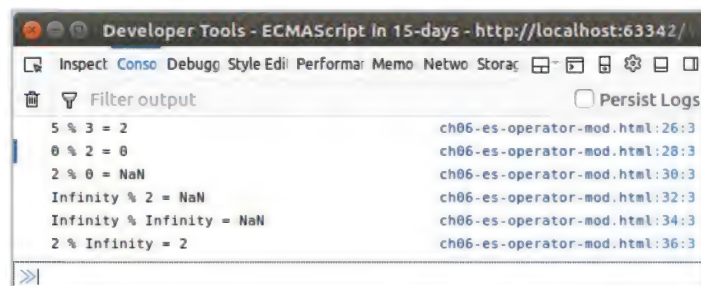 Developer Tools - ECMAScript in 15-days - http://localhost:63342/
Inspect Conso Debugg Style Edi Performar Memo Netwo Storag
Filter output Persist Logs
5 % 3 = 2 ch06-es-operator-mod.html:26:3
0 % 2 = 0 ch06-es-operator-mod.html:28:3
2 % 0 = NaN ch06-es-operator-mod.html:30:3
Infinity % 2 = NaN ch06-es-operator-mod.html:32:3
Infinity % Infinity = NaN ch06-es-operator-mod.html:34:3
2 % Infinity = 2 ch06-es-operator-mod.html:36:3